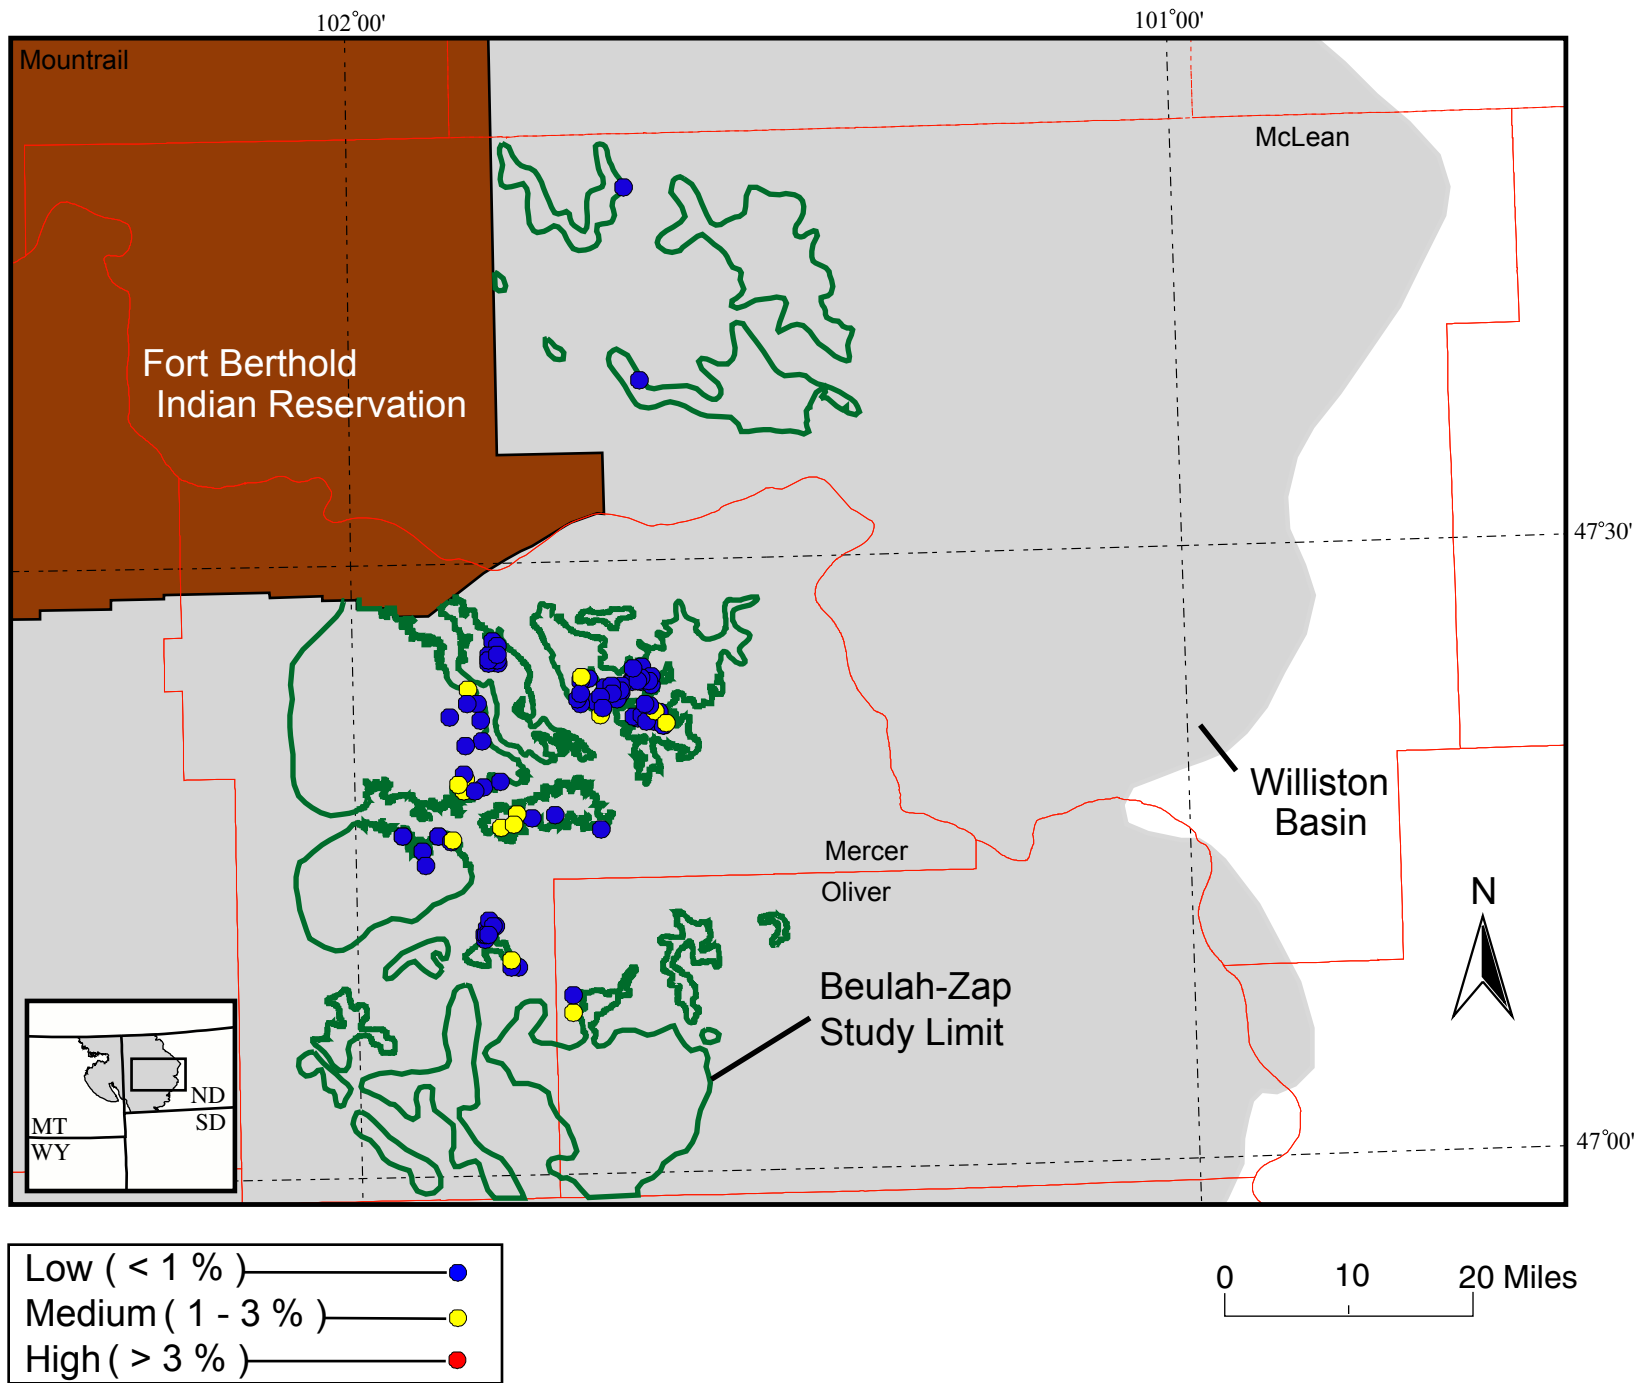 102°00'
101°00'
Mountrail
McLean
Fort Berthold
Indian Reservation
47°30'
Williston
Basin
Mercer
Oliver
N
Beulah-Zap
Study Limit
ND
SD
MT
WY
47°00'
Low ( < 1 % )
Medium ( 1 - 3 % )
High ( > 3 % )
0 10 20 Miles